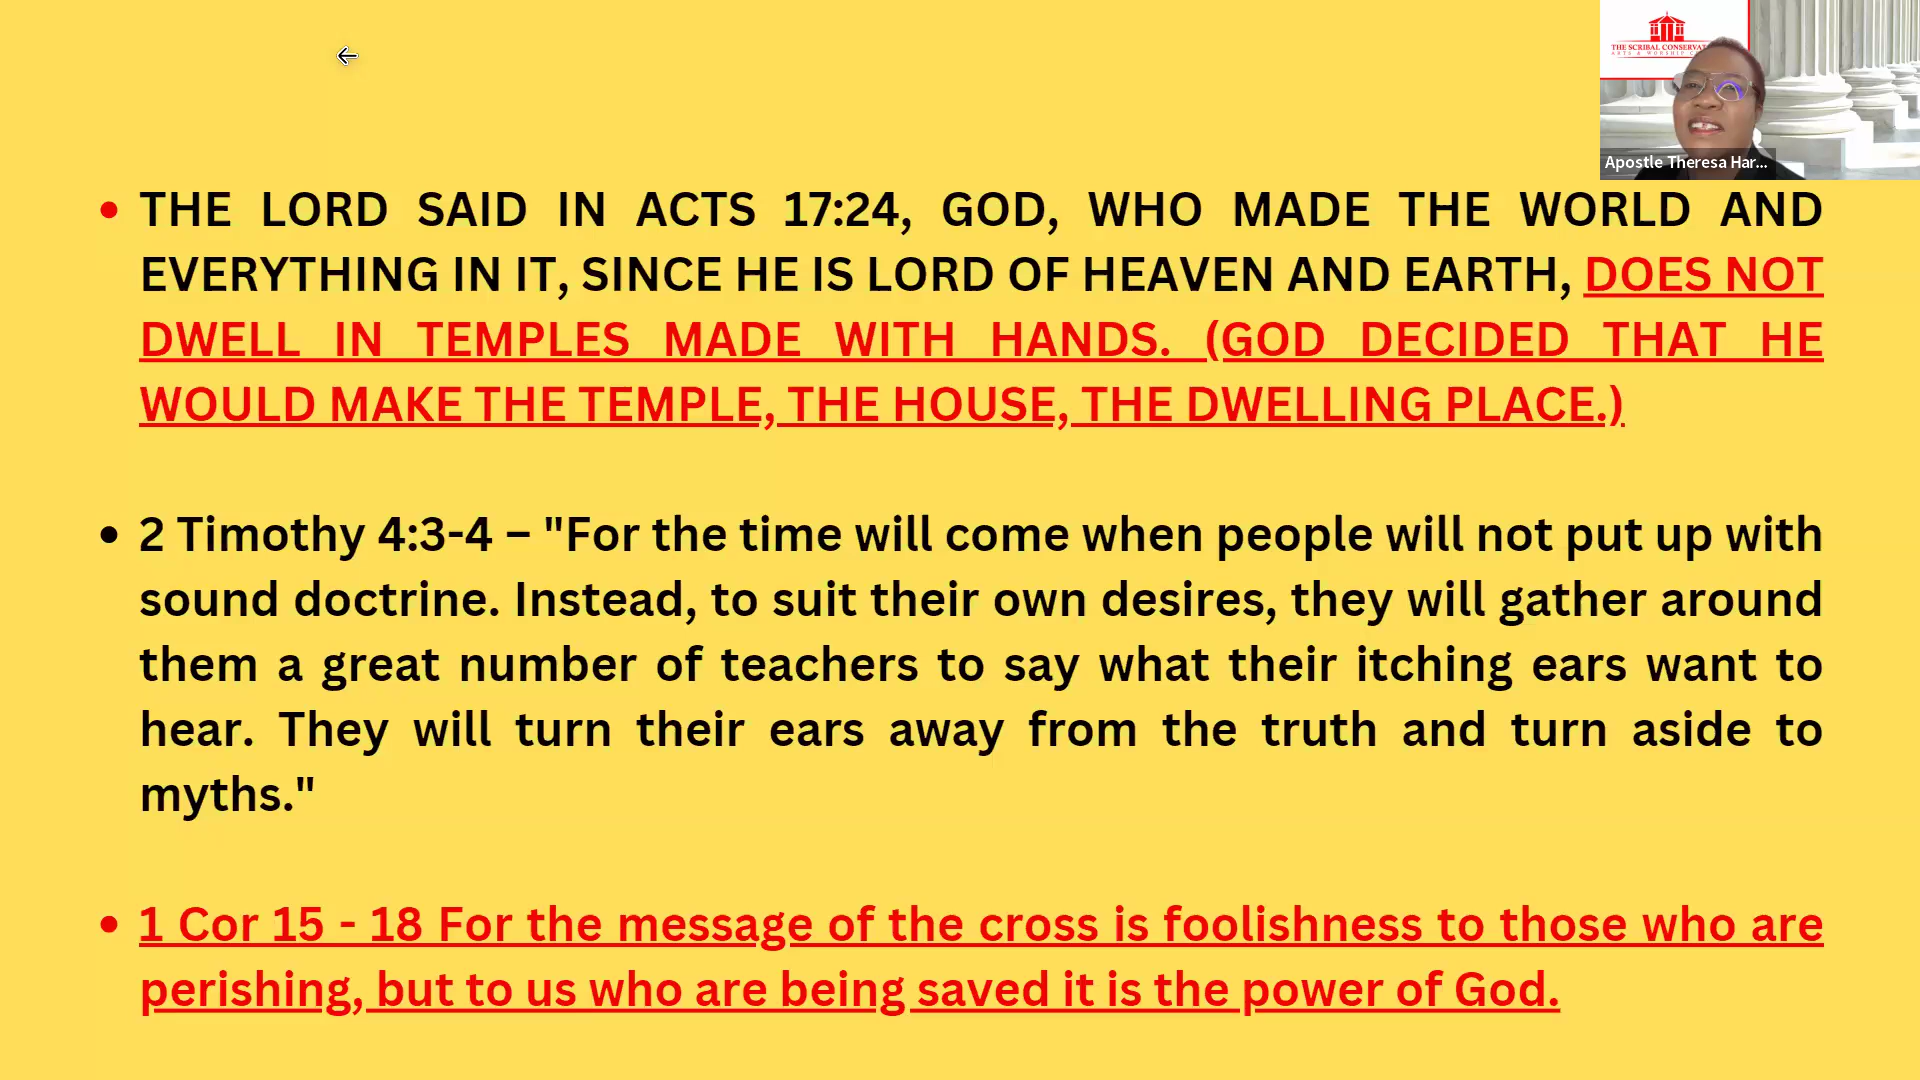 THE SCRIBAL CONSERVAT
ARTS & WORSHIP C
Apostle Theresa Har...
• THE LORD SAID IN ACTS 17:24, GOD, WHO MADE THE WORLD AND
EVERYTHING IN IT, SINCE HE IS LORD OF HEAVEN AND EARTH, DOES NOT
DWELL IN TEMPLES MADE WITH HANDS. (GOD DECIDED THAT HE
WOULD MAKE THE TEMPLE, THE HOUSE, THE DWELLING PLACE.)
• 2 Timothy 4:3-4 – "For the time will come when people will not put up with
sound doctrine. Instead, to suit their own desires, they will gather around
them a great number of teachers to say what their itching ears want to
hear. They will turn their ears away from the truth and turn aside to
myths."
• 1 Cor 15 - 18 For the message of the cross is foolishness to those who are
perishing, but to us who are being saved it is the power of God.